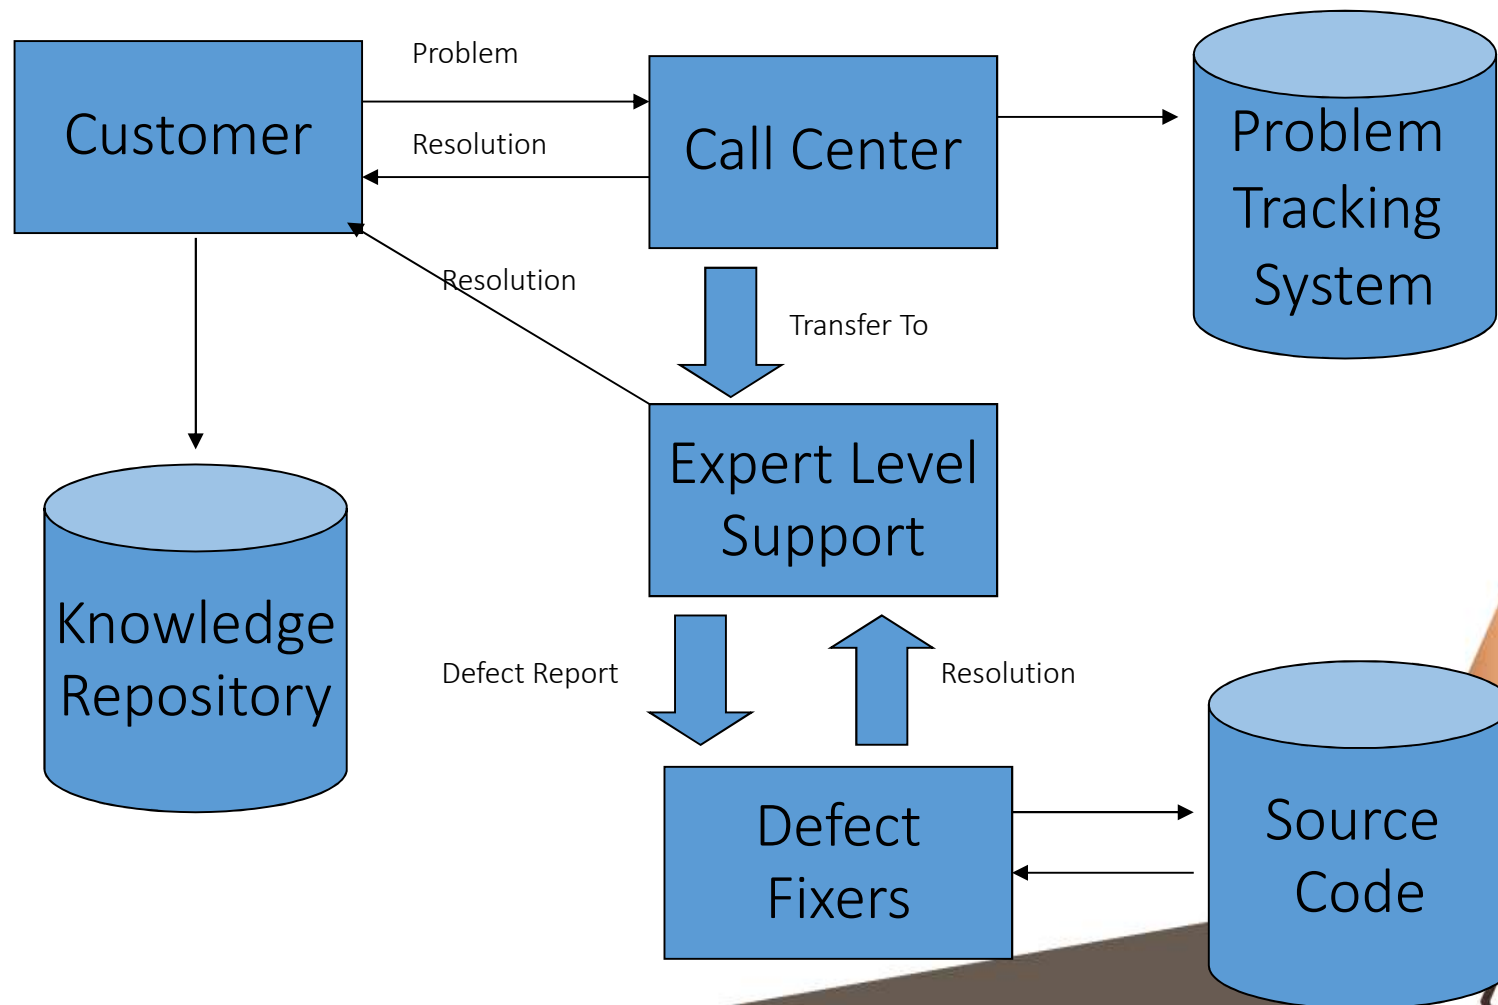 Customer
Problem
Resolution
Call Center
Problem
Tracking
System
Resolution
Transfer To
Expert Level
Support
Knowledge
Repository
Defect Report
Resolution
Defect
Fixers
Source
Code